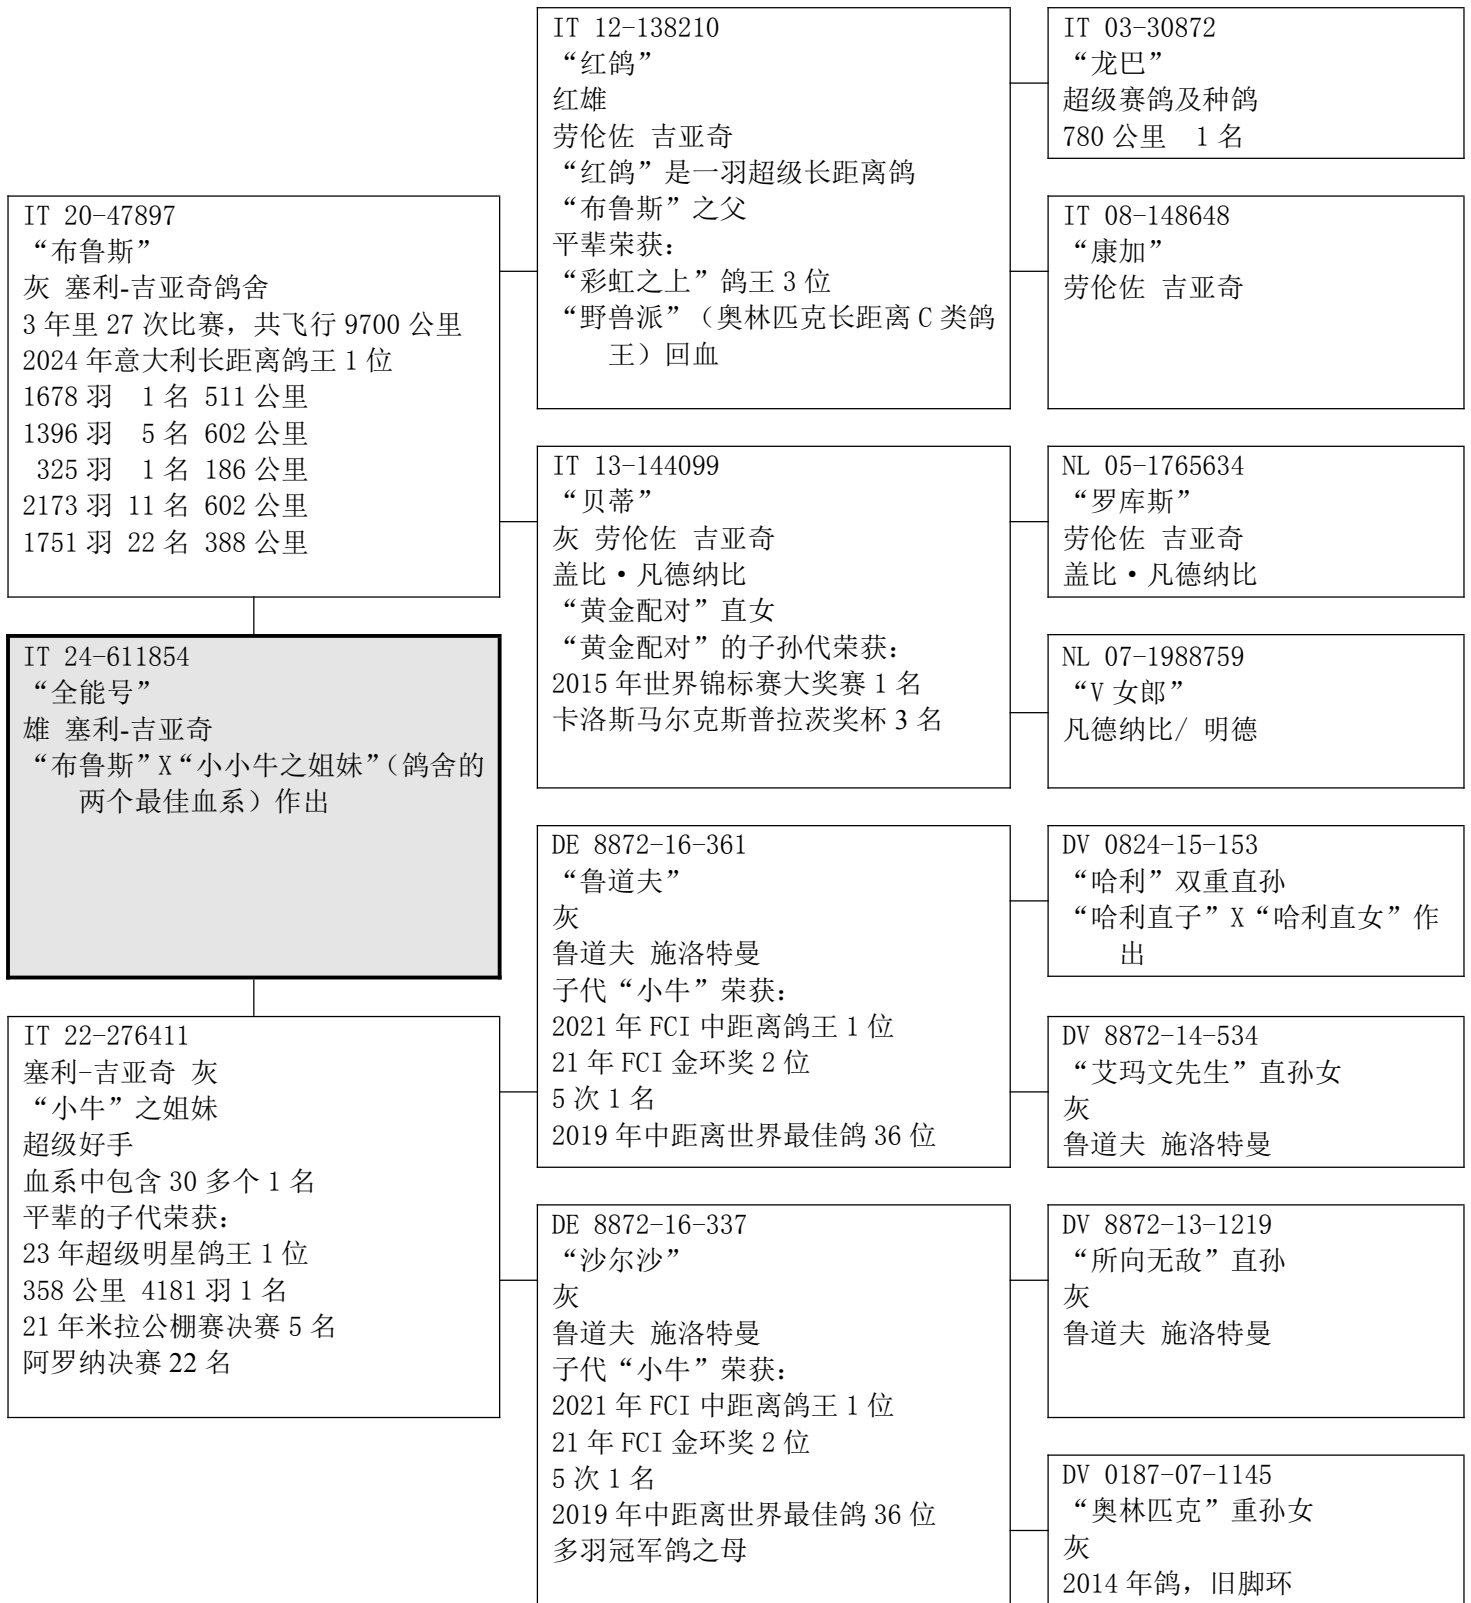 IT 20-47897
“布鲁斯”
灰 塞利-吉亚奇鸽舍
3 年里 27 次比赛，共飞行 9700 公里
2024 年意大利长距离鸽王 1 位
1678 羽 1 名 511 公里
1396 羽 5 名 602 公里
325 羽 1 名 186 公里
2173 羽 11 名 602 公里
1751 羽 22 名 388 公里
IT 24-611854
“全能号”
雄 塞利-吉亚奇
“布鲁斯”X“小小牛之姐妹”（鸽舍的
两个最佳血系）作出
IT 22-276411
塞利-吉亚奇 灰
“小牛”之姐妹
超级好手
血系中包含 30 多个 1 名
平辈的子代荣获：
23 年超级明星鸽王 1 位
358 公里 4181 羽 1 名
21 年米拉公棚赛决赛 5 名
阿罗纳决赛 22 名
IT 12-138210
“红鸽”
红雄
劳伦佐 吉亚奇
“红鸽”是一羽超级长距离鸽
“布鲁斯”之父
平辈荣获：
“彩虹之上”鸽王 3 位
“野兽派”（奥林匹克长距离 C 类鸽
王）回血
IT 13-144099
“贝蒂”
灰 劳伦佐 吉亚奇
盖比·凡德纳比
“黄金配对”直女
“黄金配对”的子孙代荣获：
2015 年世界锦标赛大奖赛 1 名
卡洛斯马尔克斯普拉茨奖杯 3 名
DE 8872-16-361
“鲁道夫”
灰
鲁道夫 施洛特曼
子代“小牛”荣获：
2021 年 FCI 中距离鸽王 1 位
21 年 FCI 金环奖 2 位
5 次 1 名
2019 年中距离世界最佳鸽 36 位
DE 8872-16-337
“沙尔沙”
灰
鲁道夫 施洛特曼
子代“小牛”荣获：
2021 年 FCI 中距离鸽王 1 位
21 年 FCI 金环奖 2 位
5 次 1 名
2019 年中距离世界最佳鸽 36 位
多羽冠军鸽之母
IT 03-30872
“龙巴”
超级赛鸽及种鸽
780 公里 1 名
IT 08-148648
“康加”
劳伦佐 吉亚奇
NL 05-1765634
“罗库斯”
劳伦佐 吉亚奇
盖比·凡德纳比
NL 07-1988759
“V 女郎”
凡德纳比/ 明德
DV 0824-15-153
“哈利”双重直孙
“哈利直子”X“哈利直女”作
出
DV 8872-14-534
“艾玛文先生”直孙女
灰
鲁道夫 施洛特曼
DV 8872-13-1219
“所向无敌”直孙
灰
鲁道夫 施洛特曼
DV 0187-07-1145
“奥林匹克”重孙女
灰
2014 年鸽，旧脚环